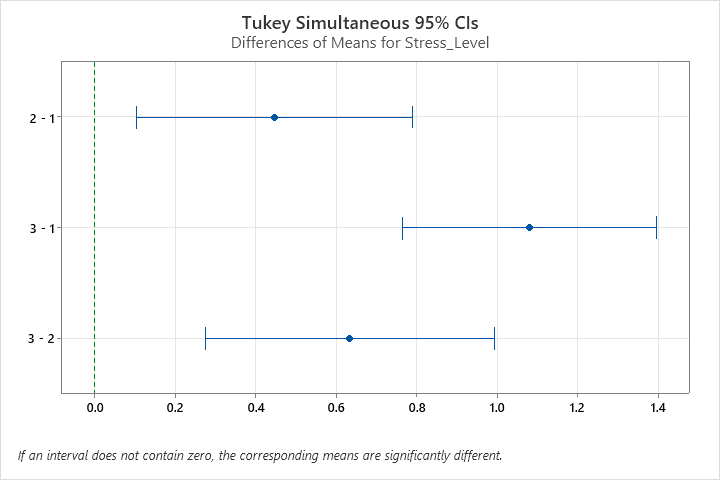 Tukey Simultaneous 95% CIs
Differences of Means for Stress_Level
2 - 1
3 - 1
3 - 2
0.0 0.2 0.4 0.6 0.8 1.0 1.2 1.4
If an interval does not contain zero, the corresponding means are significantly different.